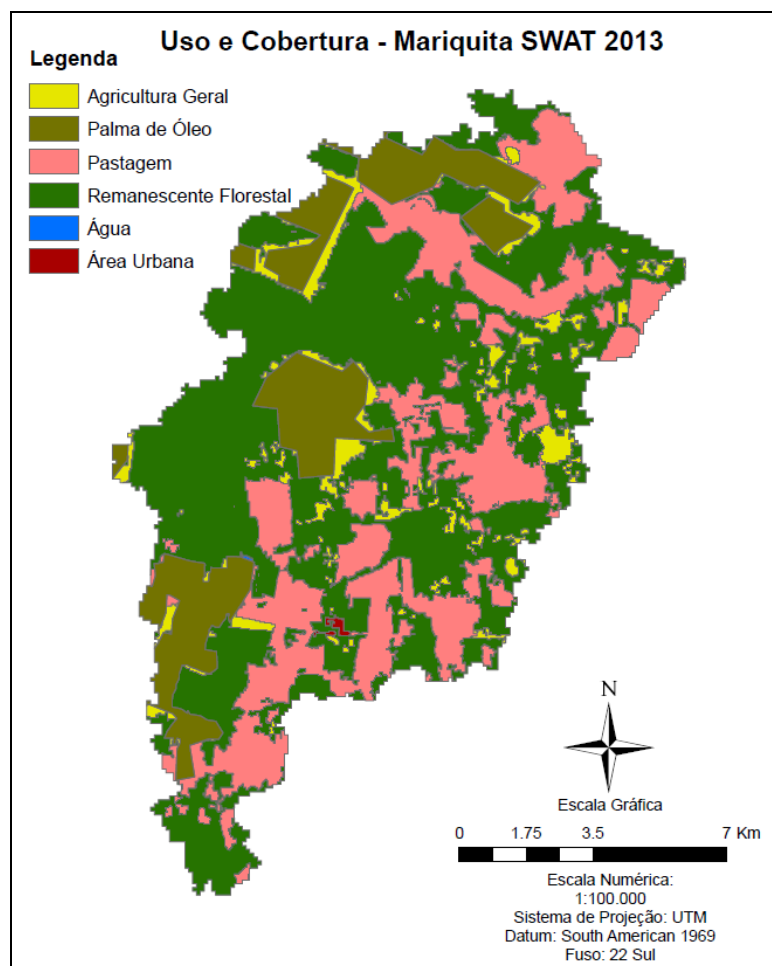 Uso e Cobertura - Mariquita SWAT 2013
Legenda
Agricultura Geral
Palma de Óleo
Pastagem
Remanescente Florestal
Água
Área Urbana
N
Escala Gráfica
0 1.75 3.5 7 Km
Escala Numérica:
1:100.000
Sistema de Projeção: UTM
Datum: South American 1969
Fuso: 22 Sul